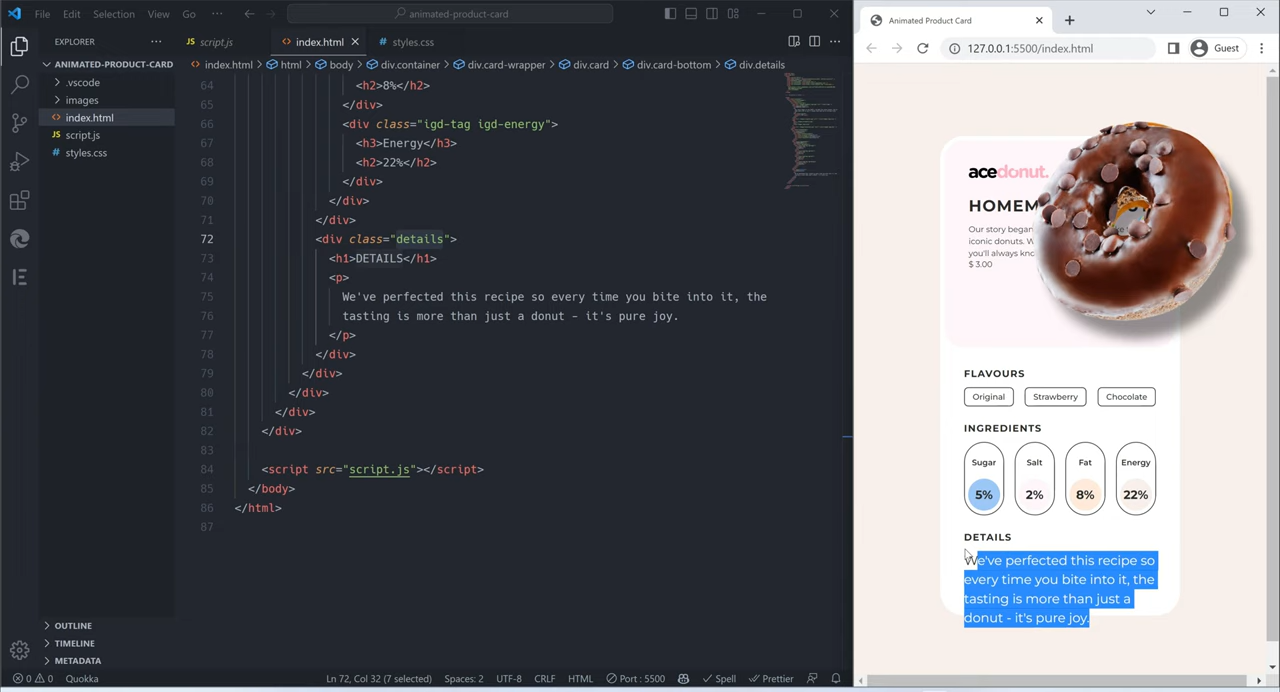 File Edit Selection View Go ··· animated-product-card
EXPLORER ···
ANIMATED-PRODUCT-CARD
.vscode
images
index.html
script.js
styles.css
OUTLINE
TIMELINE
METADATA
script.js index.html styles.css
index.html > html > body > div.container > div.card-wrapper > div.card > div.card-bottom > div.details
64 <h2>8%</h2>
65 </div>
66 <div class="igd-tag igd-energy">
67 <h3>Energy</h3>
68 <h2>22%</h2>
69 </div>
70 </div>
71 </div>
72 <div class="details">
73 <h1>DETAILS</h1>
74 <p>
75 We've perfected this recipe so every time you bite into it, the
76 tasting is more than just a donut - it's pure joy.
77 </p>
78 </div>
79 </div>
80 </div>
81 </div>
82 </div>
83
84 <script src="script.js"></script>
85 </body>
86 </html>
87
0 0 Quokka Ln 72, Col 32 (7 selected) Spaces: 2 UTF-8 CRLF HTML Port : 5500 Spell Prettier
Animated Product Card
127.0.0.1:5500/index.html Guest
acedonut.
HOMEM
Our story began
iconic donuts. W
you'll always kno
$ 3.00
FLAVOURS
Original Strawberry Chocolate
INGREDIENTS
Sugar Salt Fat Energy
5% 2% 8% 22%
DETAILS
We've perfected this recipe so
every time you bite into it, the
tasting is more than just a
donut - it's pure joy.